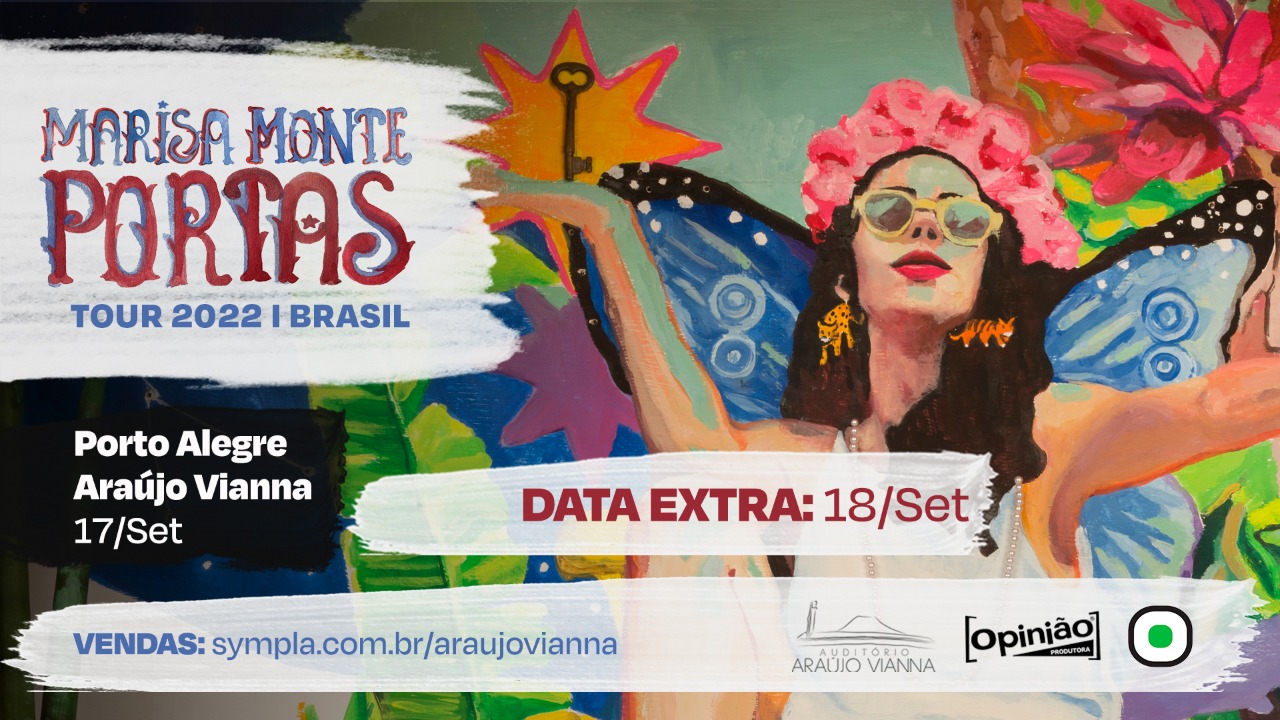 MARISA MONTE
PORTAS
TOUR 2022 I BRASIL
Porto Alegre
Araújo Vianna
17/Set
DATA EXTRA: 18/Set
VENDAS: sympla.com.br/araujovianna
AUDITÓRIO
ARAÚJO VIANNA
Opinião
PRODUTORA